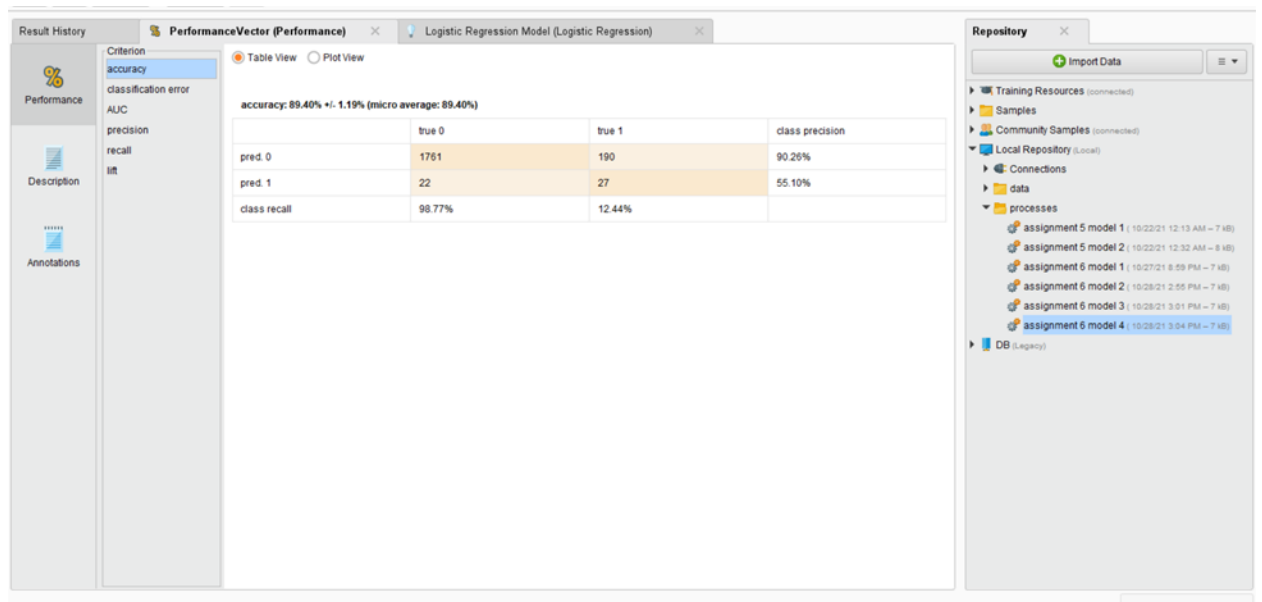 Result History
PerformanceVector (Performance)
Logistic Regression Model (Logistic Regression)
Repository
Performance
Description
Annotations
Criterion
accuracy
classification error
AUC
precision
recall
lift
Table View Plot View
accuracy: 89.40% +/- 1.19% (micro average: 89.40%)
true 0 true 1 class precision
pred. 0 1761 190 90.26%
pred. 1 22 27 55.10%
class recall 98.77% 12.44%
Import Data
Training Resources (connected)
Samples
Community Samples (connected)
Local Repository (Local)
Connections
data
processes
assignment 5 model 1 ( 10/22/21 12:13 AM – 7 kB)
assignment 5 model 2 ( 10/22/21 12:32 AM – 8 kB)
assignment 6 model 1 ( 10/27/21 8:59 PM – 7 kB)
assignment 6 model 2 ( 10/28/21 2:55 PM – 7 kB)
assignment 6 model 3 ( 10/28/21 3:01 PM – 7 kB)
assignment 6 model 4 ( 10/28/21 3:04 PM – 7 kB)
DB (Legacy)